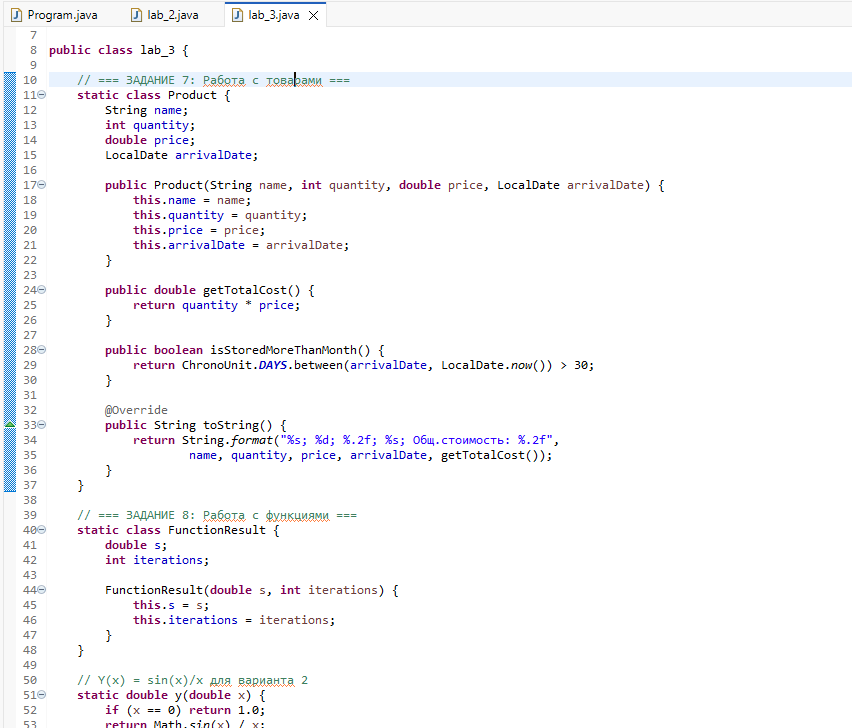 Program.java lab_2.java lab_3.java
7
8 public class lab_3 {
9
10 // === ЗАДАНИЕ 7: Работа с товарами ===
11 static class Product {
12 String name;
13 int quantity;
14 double price;
15 LocalDate arrivalDate;
16
17 public Product(String name, int quantity, double price, LocalDate arrivalDate) {
18 this.name = name;
19 this.quantity = quantity;
20 this.price = price;
21 this.arrivalDate = arrivalDate;
22 }
23
24 public double getTotalCost() {
25 return quantity * price;
26 }
27
28 public boolean isStoredMoreThanMonth() {
29 return ChronoUnit.DAYS.between(arrivalDate, LocalDate.now()) > 30;
30 }
31
32 @Override
33 public String toString() {
34 return String.format("%s; %d; %.2f; %s; Общ.стоимость: %.2f",
35 name, quantity, price, arrivalDate, getTotalCost());
36 }
37 }
38
39 // === ЗАДАНИЕ 8: Работа с функциями ===
40 static class FunctionResult {
41 double s;
42 int iterations;
43
44 FunctionResult(double s, int iterations) {
45 this.s = s;
46 this.iterations = iterations;
47 }
48 }
49
50 // Y(x) = sin(x)/x для варианта 2
51 static double y(double x) {
52 if (x == 0) return 1.0;
53 return Math.sin(x) / x;